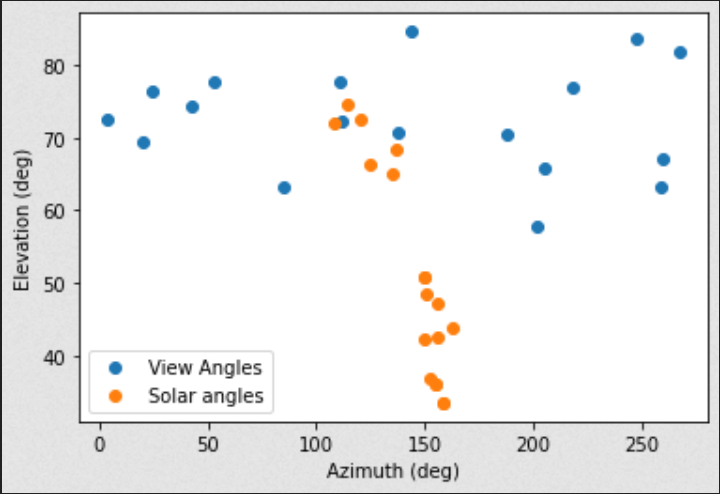 80
70
60
50
40
Elevation (deg)
View Angles
Solar angles
0 50 100 150 200 250
Azimuth (deg)